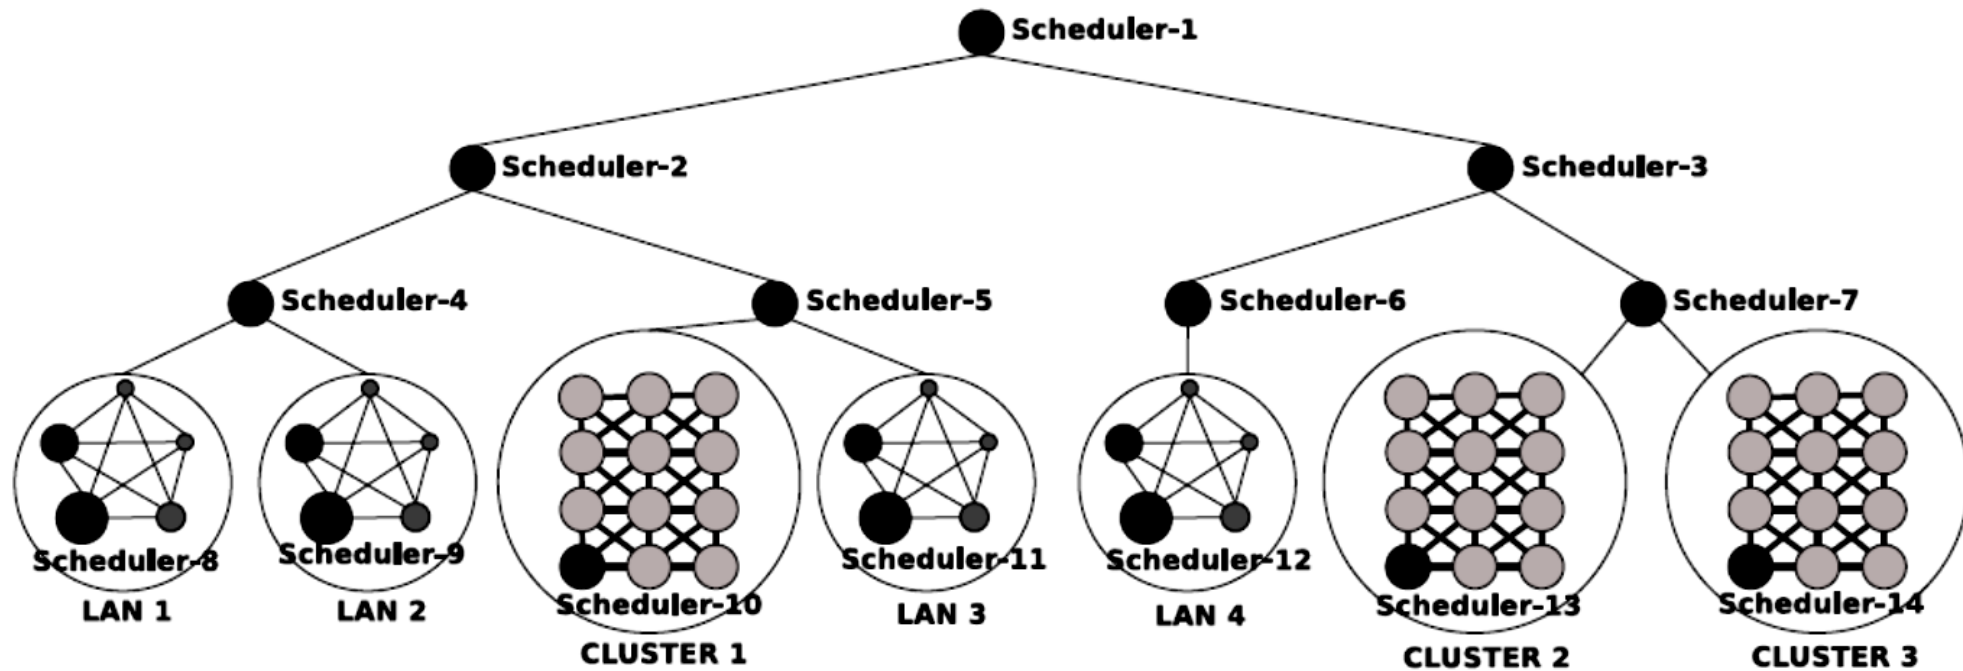 Scheduler-1
Scheduler-2
Scheduler-3
Scheduler-4
Scheduler-5
Scheduler-6
Scheduler-7
Scheduler-8
LAN 1
Scheduler-9
LAN 2
Scheduler-10
CLUSTER 1
Scheduler-11
LAN 3
Scheduler-12
LAN 4
Scheduler-13
CLUSTER 2
Scheduler-14
CLUSTER 3